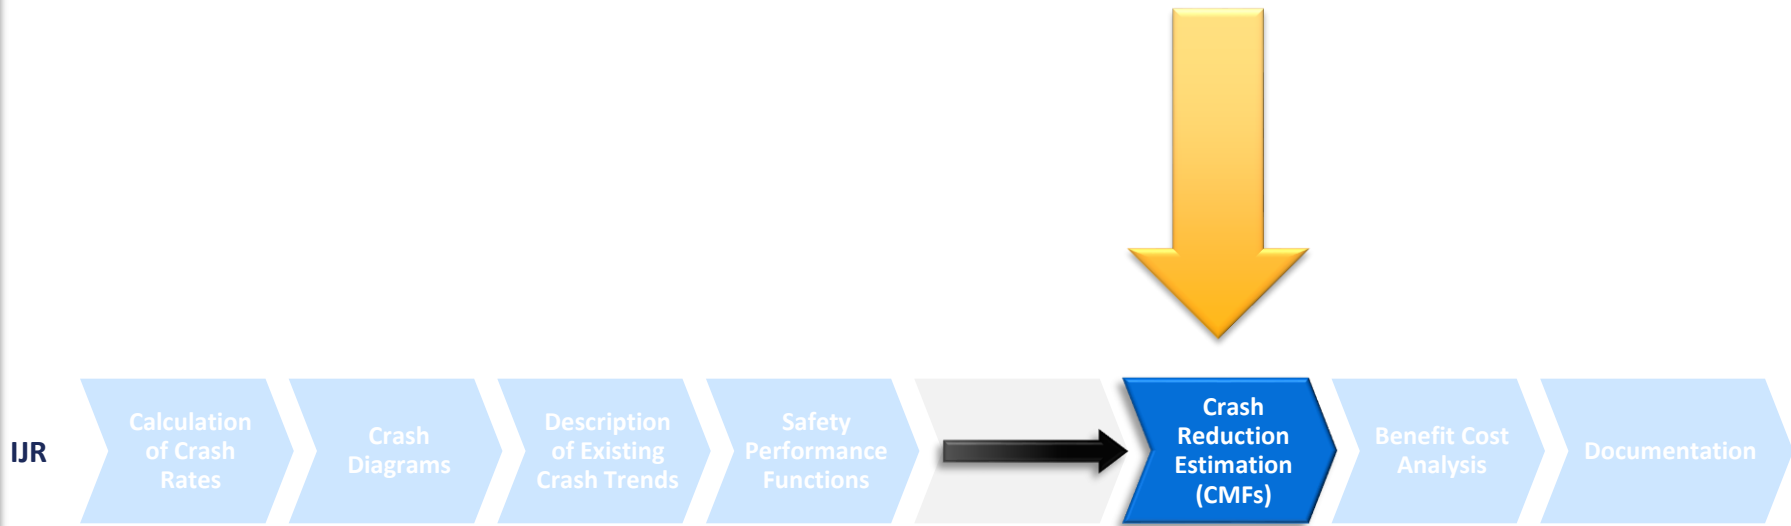 IJR
Calculation
of Crash
Rates
Crash
Diagrams
Description
of Existing
Crash Trends
Safety
Performance
Functions
Crash
Reduction
Estimation
(CMFs)
Benefit Cost
Analysis
Documentation